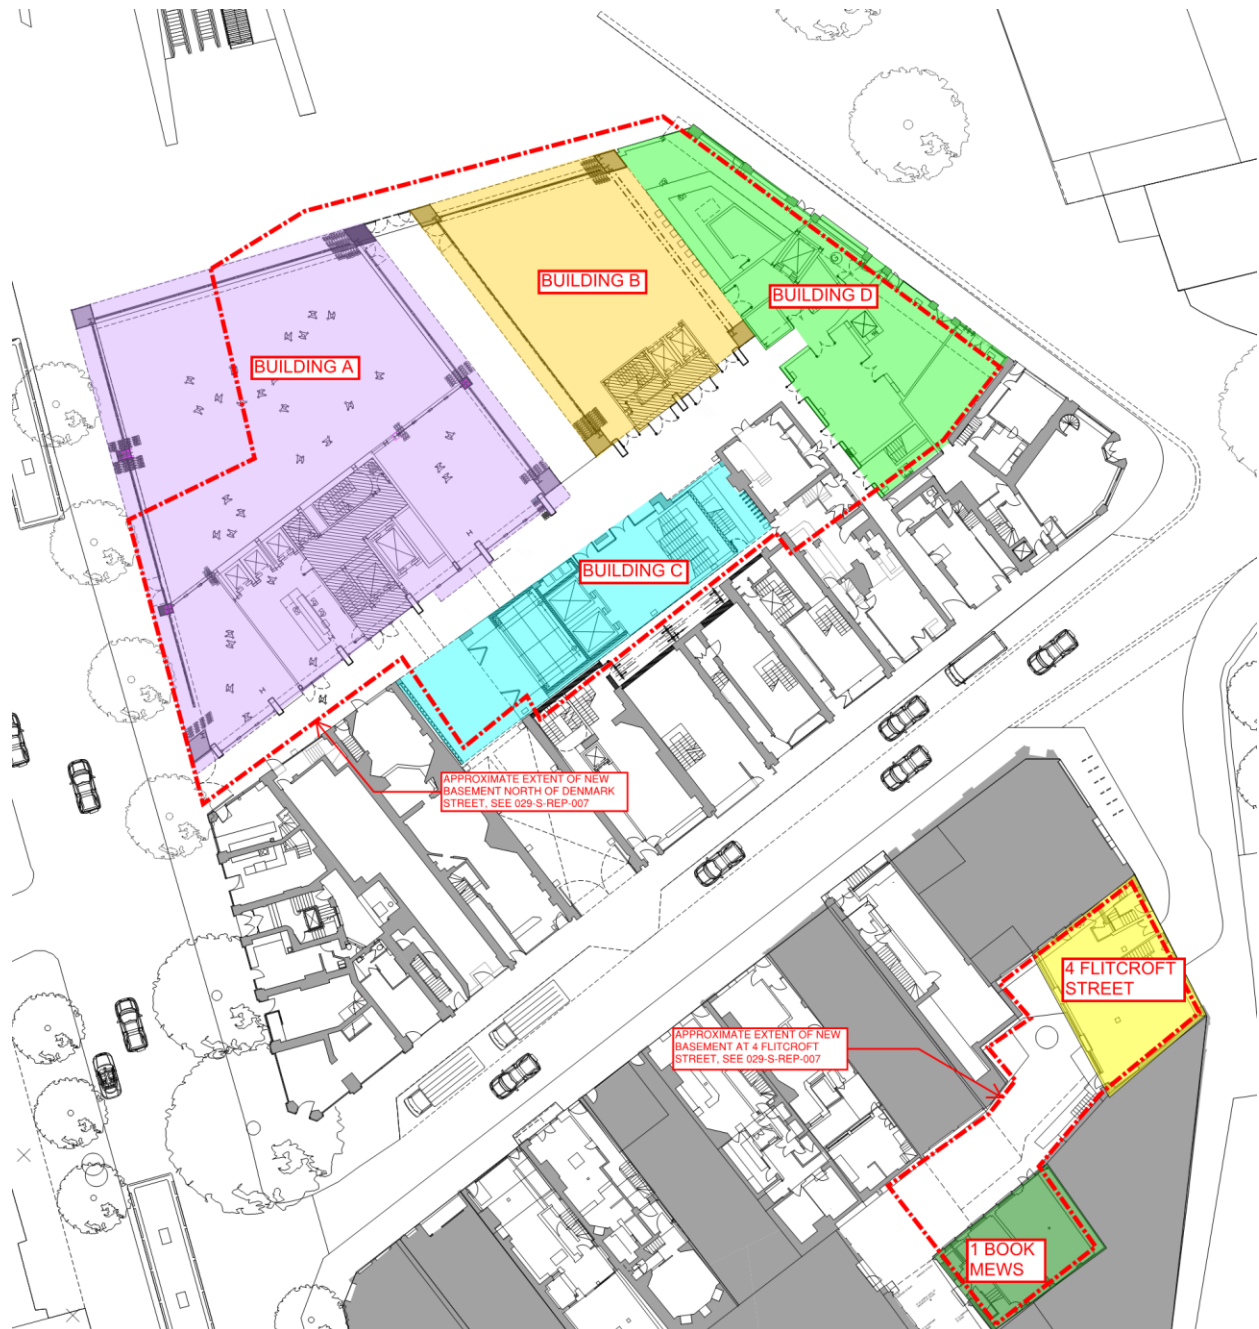 BUILDING B
BUILDING D
BUILDING A
BUILDING C
APPROXIMATE EXTENT OF NEW
BASEMENT NORTH OF DENMARK
STREET, SEE 029-S-REP-007
4 FLITCROFT
STREET
APPROXIMATE EXTENT OF NEW
BASEMENT AT 4 FLITCROFT
STREET, SEE 029-S-REP-007
1 BOOK
MEWS